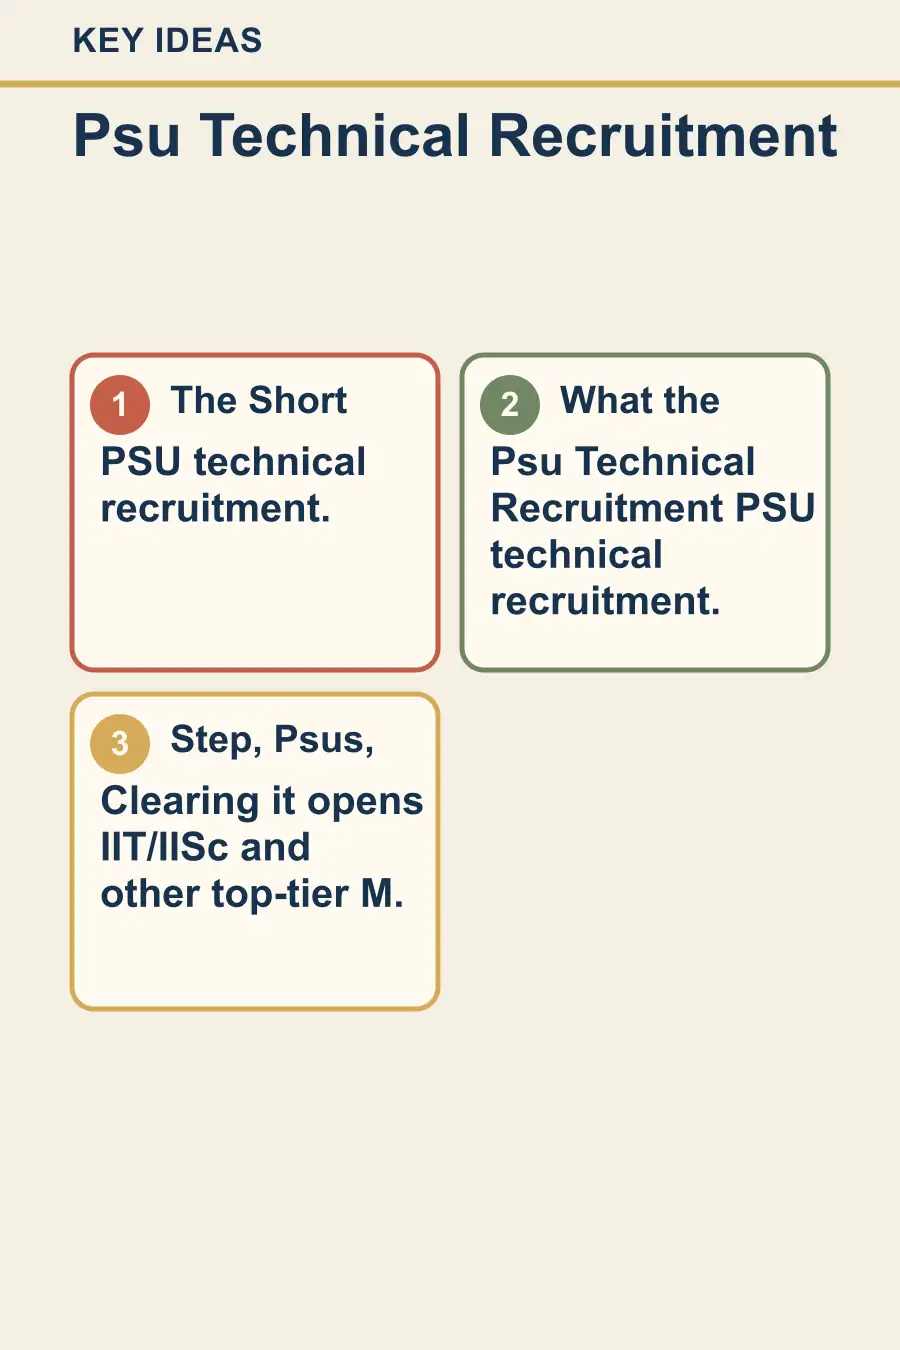 KEY IDEAS
Psu Technical Recruitment
1 The Short
PSU technical
recruitment.
2 What the
Psu Technical
Recruitment PSU
technical
recruitment.
3 Step, Psus,
Clearing it opens
IIT/IISc and
other top-tier M.